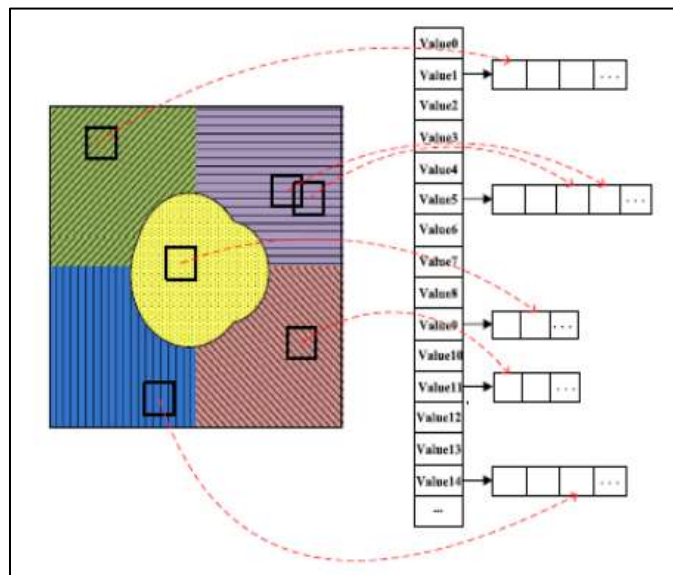 Value0
Value1
. . .
Value2
Value3
Value4
Value5
. . .
Value6
Value7
Value8
Value9
. . .
Value10
Value11
. . .
Value12
Value13
Value14
. . .
...